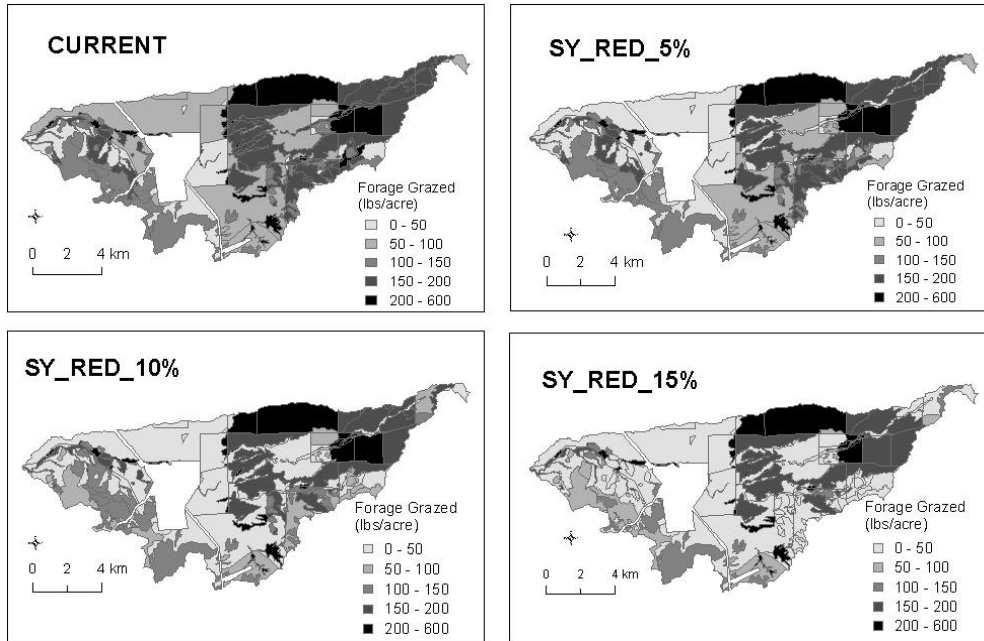 CURRENT
Forage Grazed
(lbs/acre)
0 - 50
50 - 100
100 - 150
150 - 200
200 - 600
0 2 4 km
SY_RED_5%
Forage Grazed
(lbs/acre)
0 - 50
50 - 100
100 - 150
150 - 200
200 - 600
0 2 4 km
SY_RED_10%
Forage Grazed
(lbs/acre)
0 - 50
50 - 100
100 - 150
150 - 200
200 - 600
0 2 4 km
SY_RED_15%
Forage Grazed
(lbs/acre)
0 - 50
50 - 100
100 - 150
150 - 200
200 - 600
0 2 4 km